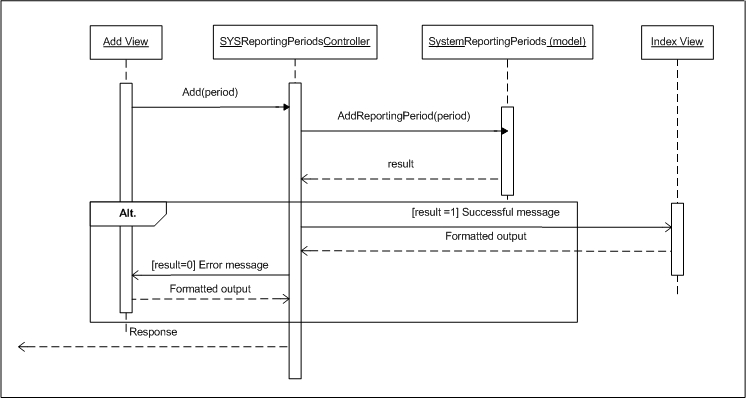 Add View
SYSReportingPeriodsController
SystemReportingPeriods (model)
Index View
Add(period)
AddReportingPeriod(period)
result
Alt.
[result =1] Successful message
Formatted output
[result=0] Error message
Formatted output
Response